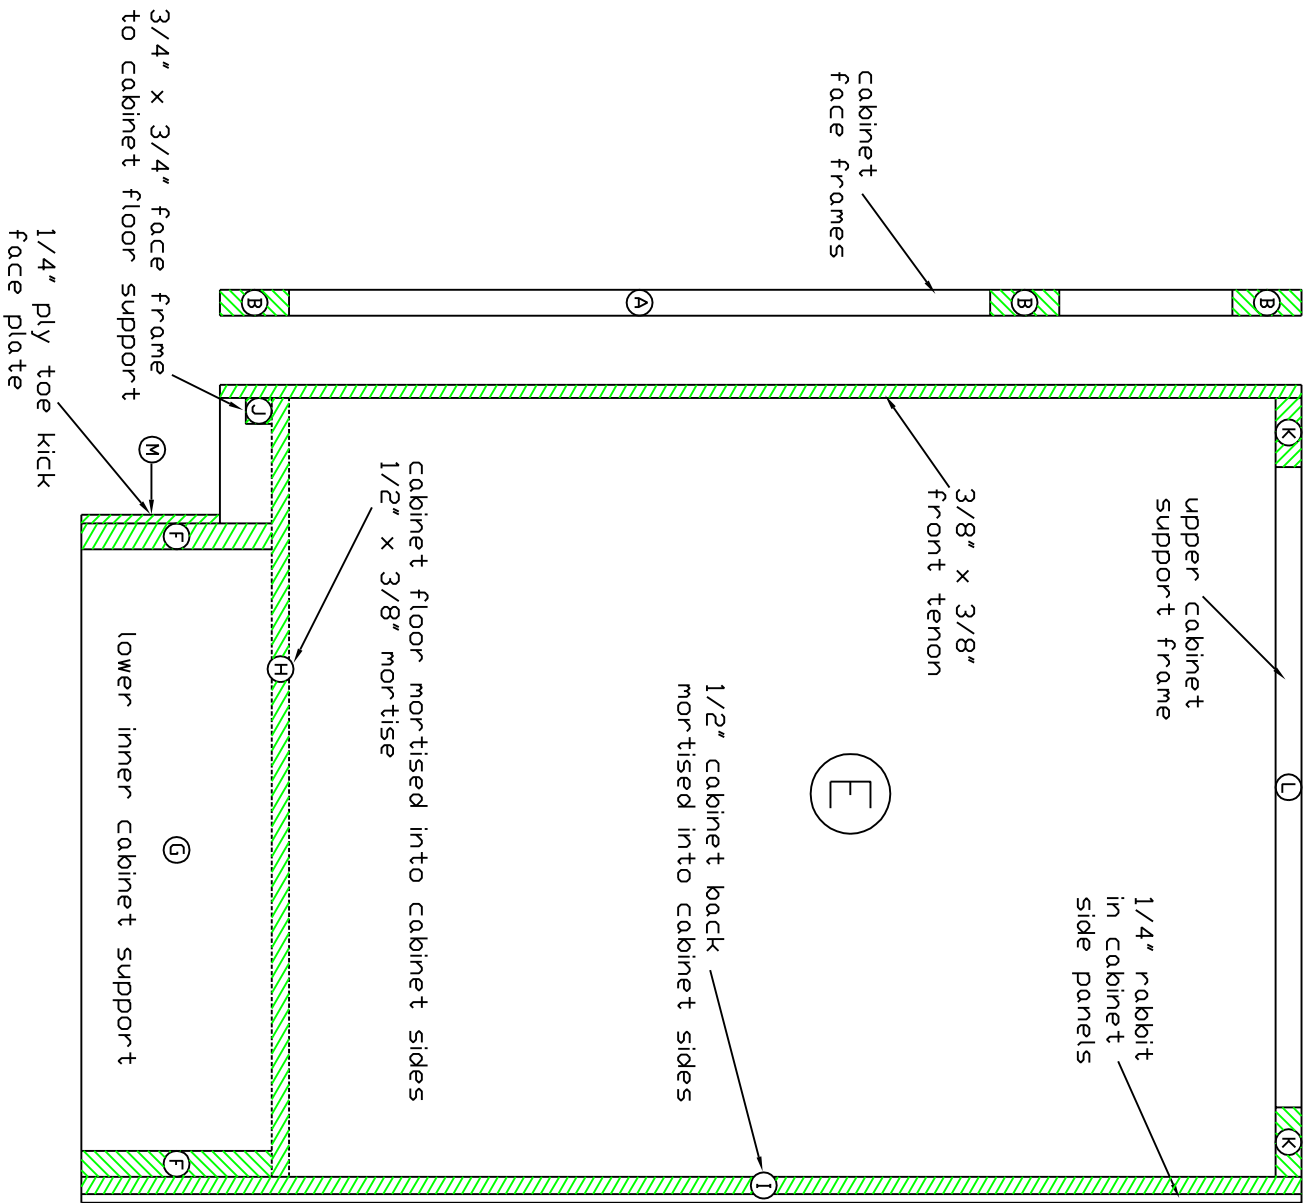 K
L
K
B
upper cabinet
support frame
1/4" rabbit
in cabinet
side panels
B
3/8" x 3/8"
front tenon
cabinet
face frames
E
I
1/2" cabinet back
mortised into cabinet sides
A
cabinet floor mortised into cabinet sides
1/2" x 3/8" mortise
H
B
J
F
G
F
3/4" x 3/4" face frame
to cabinet floor support
M
lower inner cabinet support
1/4" ply toe kick
face plate